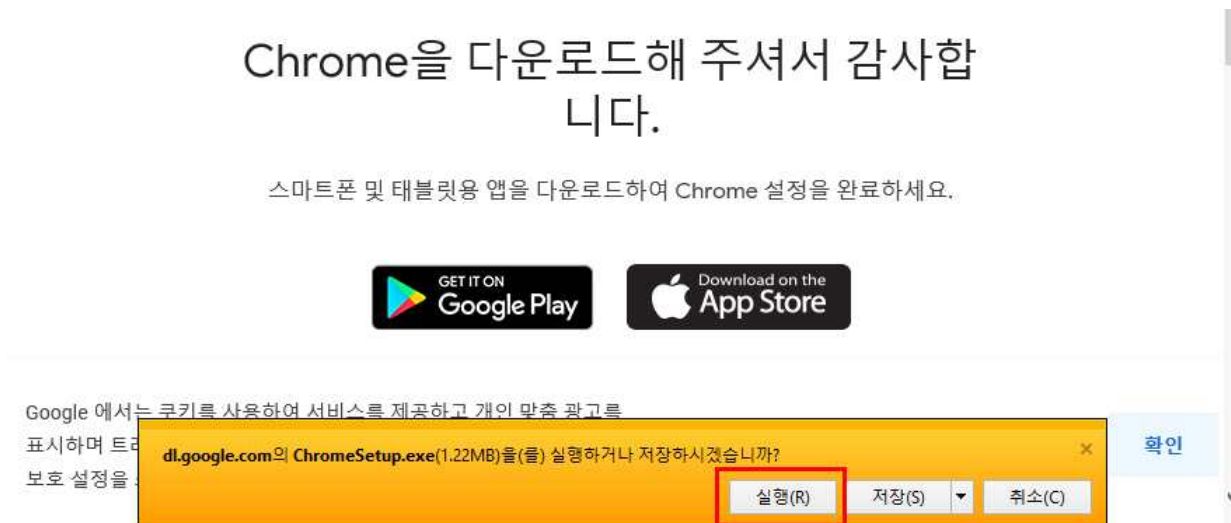 Chrome을 다운로드해 주셔서 감사합
니다.
스마트폰 및 태블릿용 앱을 다운로드하여 Chrome 설정을 완료하세요.
GET IT ON
Google Play
Download on the
App Store
Google 에서는 쿠키를 사용하여 서비스를 제공하고 개인 맞춤 광고를
표시하며
보호 설정을
확인
dl.google.com의 ChromeSetup.exe(1.22MB)을(를) 실행하거나 저장하시겠습니까?
실행(R) 저장(S) 취소(C)